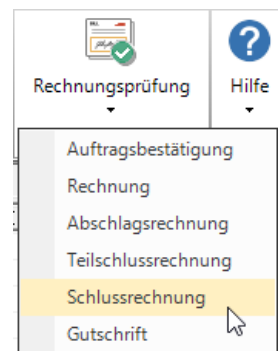 Rechnungsprüfung
Hilfe
Auftragsbestätigung
Rechnung
Abschlagsrechnung
Teilschlussrechnung
Schlussrechnung
Gutschrift